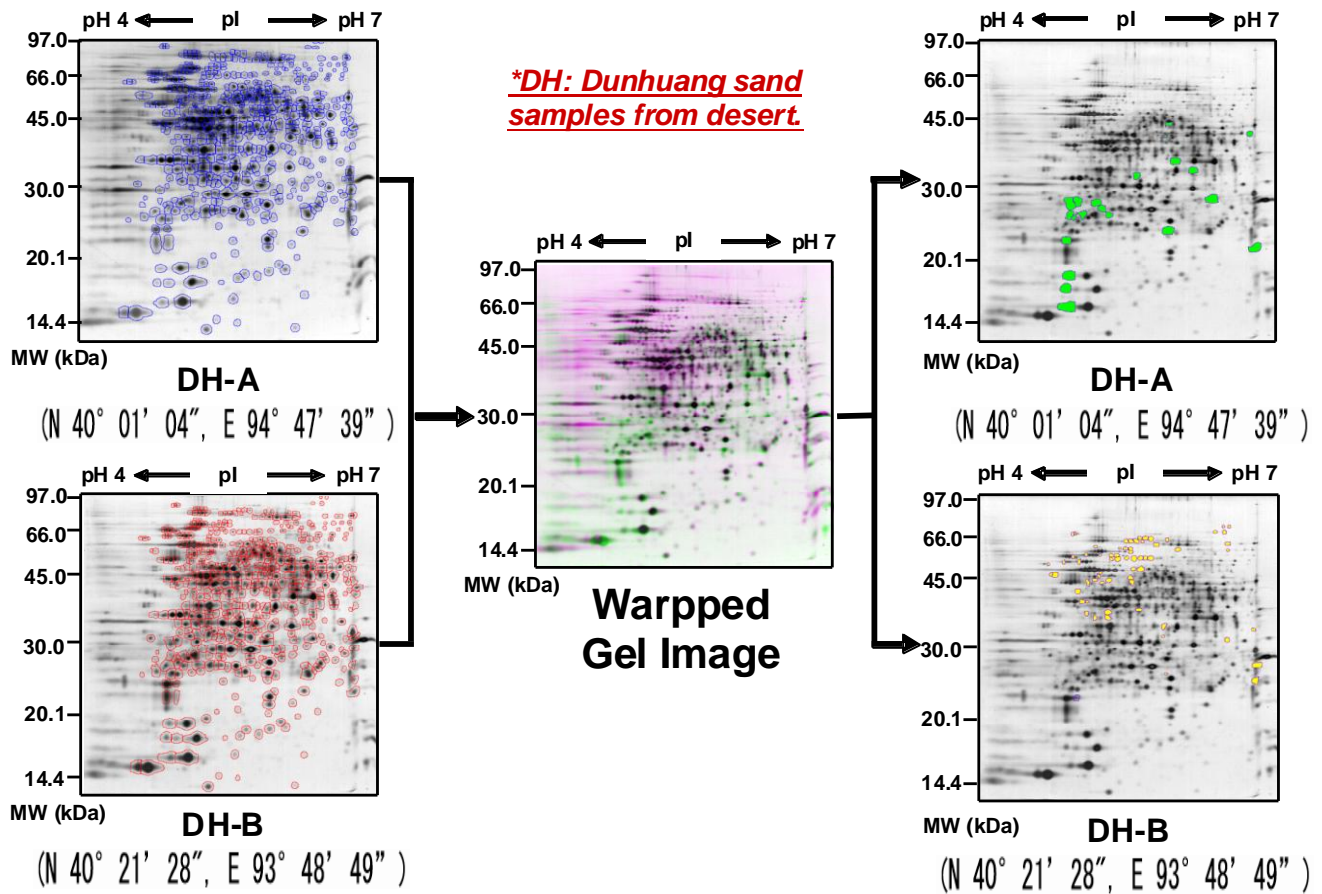 pH 4 pI pH 7
97.0
66.0
45.0
30.0
20.1
14.4
MW (kDa)
DH-A
(N 40° 01' 04", E 94° 47' 39")
pH 4 pI pH 7
97.0
66.0
45.0
30.0
20.1
14.4
MW (kDa)
DH-B
(N 40° 21' 28", E 93° 48' 49")
*DH: Dunhuang sand
samples from desert.
pH 4 pI pH 7
97.0
66.0
45.0
30.0
20.1
14.4
MW (kDa)
Warpped
Gel Image
pH 4 pI pH 7
97.0
66.0
45.0
30.0
20.1
14.4
MW (kDa)
DH-A
(N 40° 01' 04", E 94° 47' 39")
pH 4 pI pH 7
97.0
66.0
45.0
30.0
20.1
14.4
MW (kDa)
DH-B
(N 40° 21' 28", E 93° 48' 49")